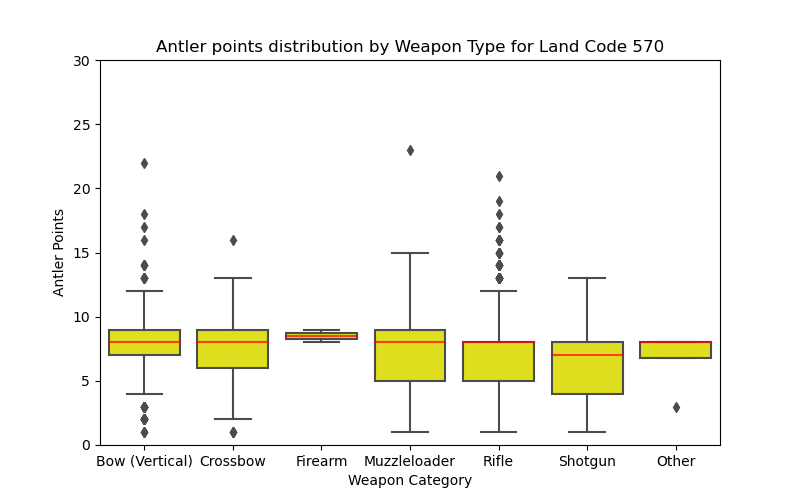 Antler points distribution by Weapon Type for Land Code 570
30
25
20
15
10
5
0
Antler Points
Bow (Vertical) Crossbow Firearm Muzzleloader Rifle Shotgun Other
Weapon Category